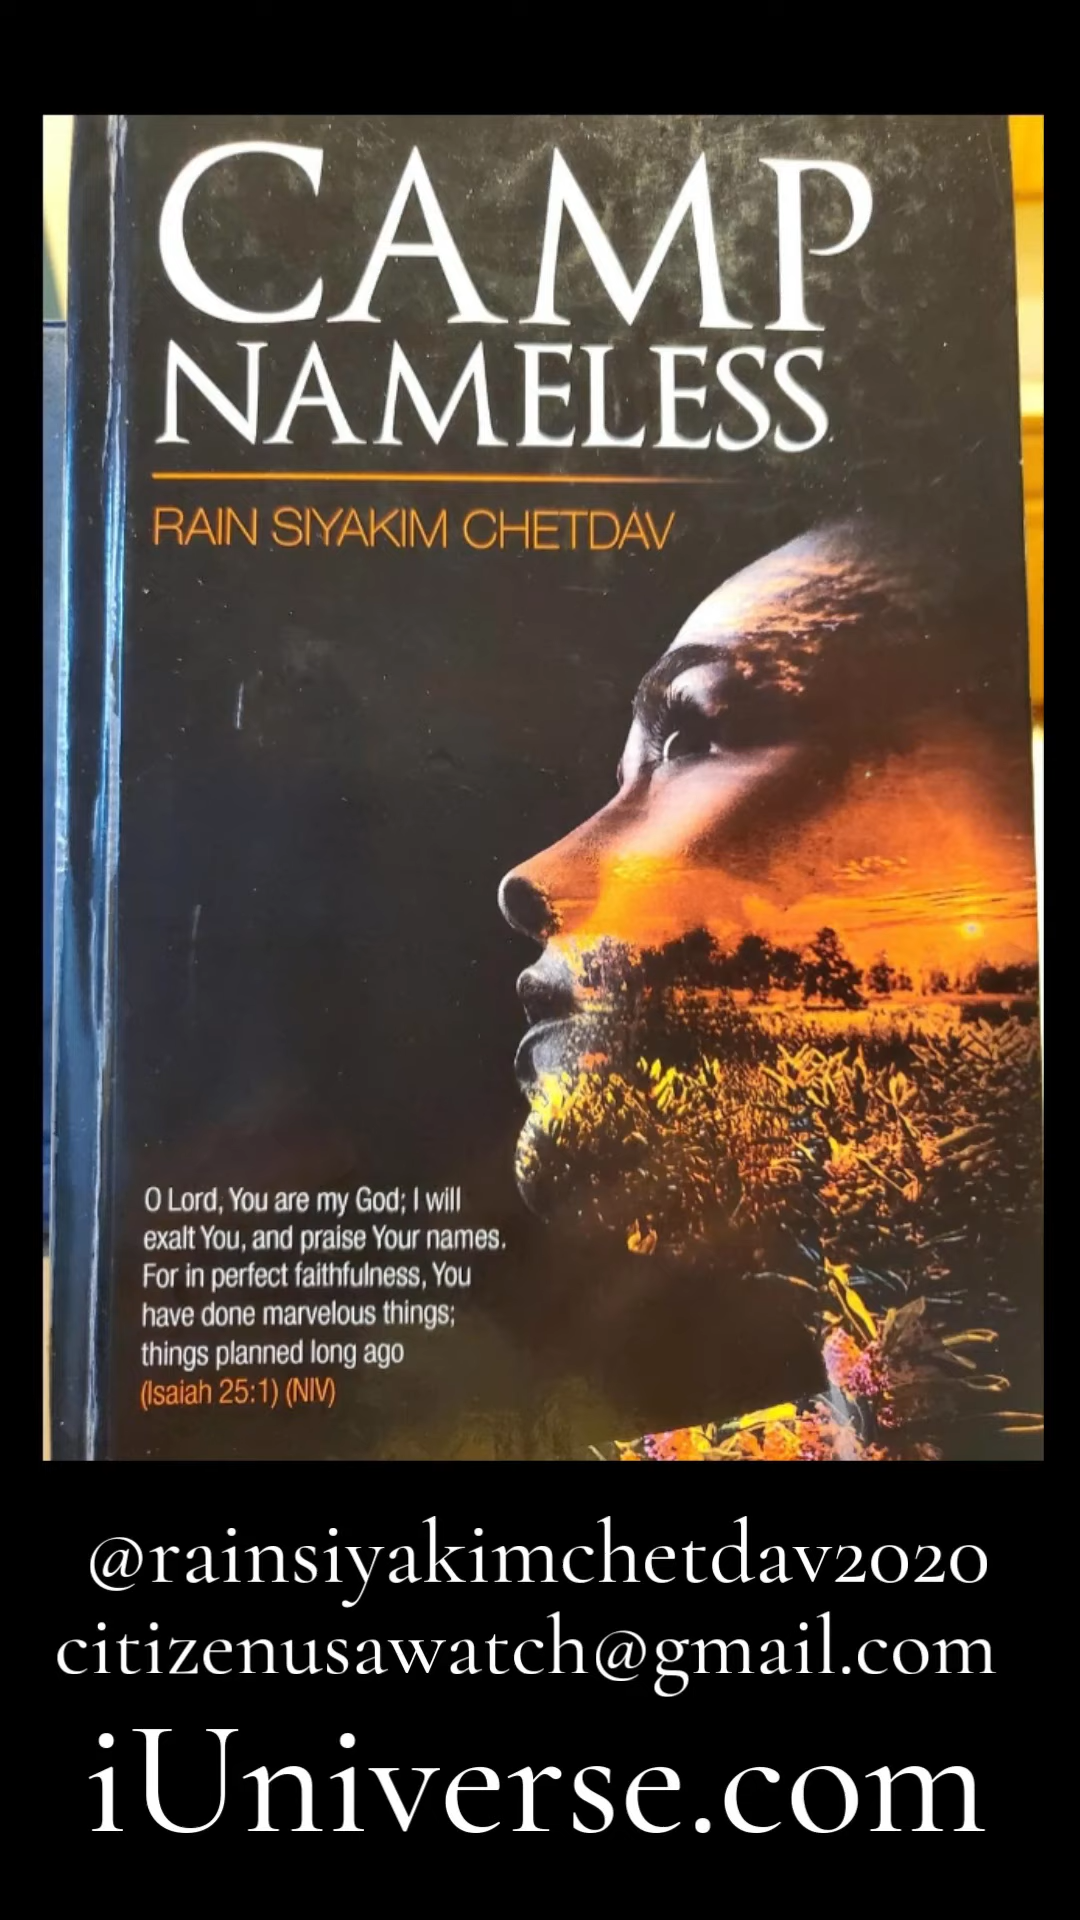 CAMP
NAMELESS
RAIN SIYAKIM CHETDAV
O Lord, You are my God; I will
exalt You, and praise Your names.
For in perfect faithfulness, You
have done marvelous things;
things planned long ago
(Isaiah 25:1) (NIV)
@rainsiyakimchetdav2020
citizenusawatch@gmail.com
iUniverse.com